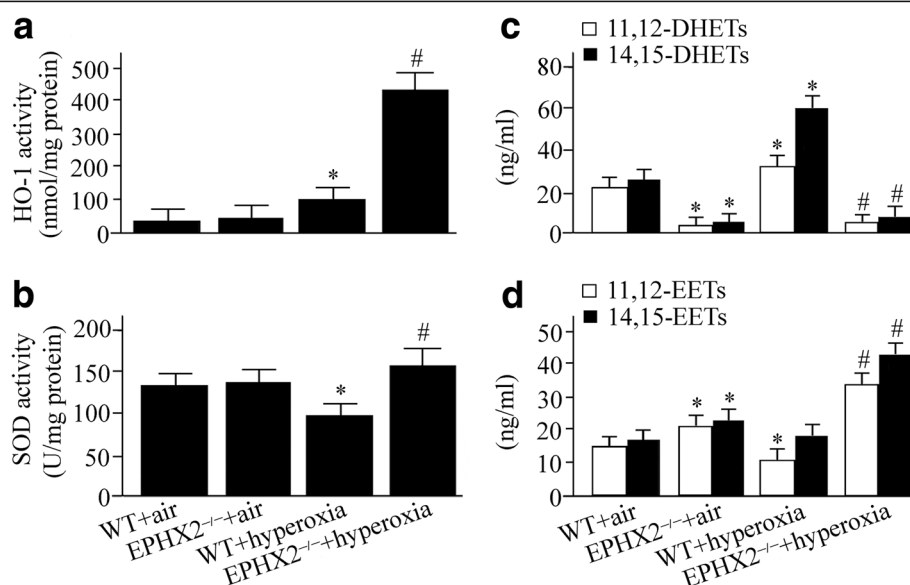 a
HO-1 activity
(nmol/mg protein)
500
400
300
200
100
0
*
#
b
SOD activity
(U/mg protein)
200
150
100
50
0
*
#
WT+air
EPHX2⁻/⁻+air
WT+hyperoxia
EPHX2⁻/⁻+hyperoxia
c
11,12-DHETs
14,15-DHETs
(ng/ml)
80
60
40
20
0
* *
* *
# #
d
11,12-EETs
14,15-EETs
(ng/ml)
50
40
30
20
10
0
* *
*
# #
WT+air
EPHX2⁻/⁻+air
WT+hyperoxia
EPHX2⁻/⁻+hyperoxia